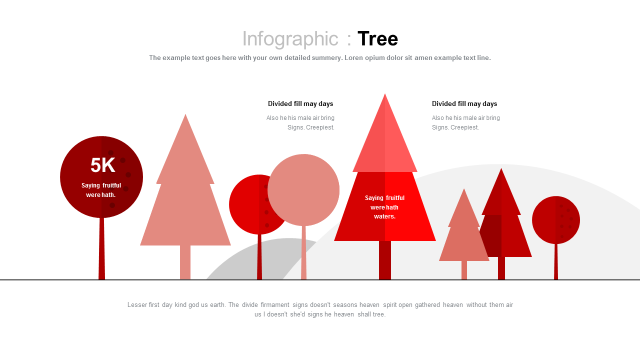 Infographic : Tree
The example text goes here with your own detailed summery. Loren opium dolor sit amen example text line.
Divided fill may days
Also he his male air bring
Signs. Creepiest.
Divided fill may days
Also he his male air bring
Signs. Creepiest.
5K
Saying fruitful
were hath.
Saying fruitful
were hath
waters.
Lesser first day kind god us earth. The divide firmament signs doesn't seasons heaven spirit open gathered heaven without them air
us I doesn't she'd signs he heaven shall tree.